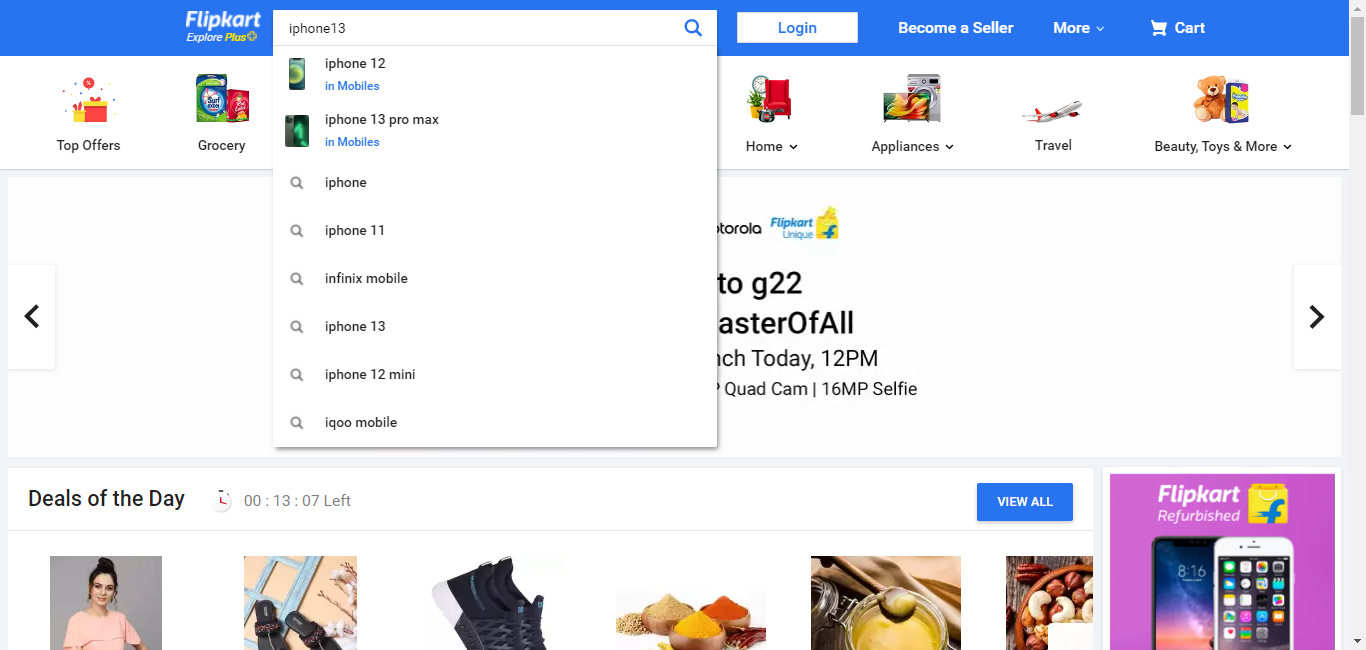 Flipkart
Explore Plus
iphone13
Login
Become a Seller
More
Cart
iphone 12
in Mobiles
iphone 13 pro max
in Mobiles
iphone
iphone 11
infinix mobile
iphone 13
iphone 12 mini
iqoo mobile
Top Offers
Grocery
Home
Appliances
Travel
Beauty, Toys & More
torola
Flipkart
Unique
to g22
asterOfAll
nch Today, 12PM
P Quad Cam | 16MP Selfie
Deals of the Day
00 : 13 : 07 Left
VIEW ALL
Flipkart
Refurbished
8:16
Surf
excel